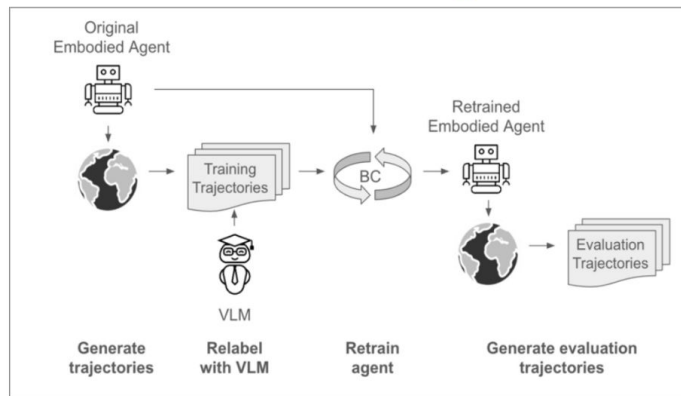 Original
Embodied Agent
Retrained
Embodied Agent
Training
Trajectories
BC
Evaluation
Trajectories
VLM
Generate
trajectories
Relabel
with VLM
Retrain
agent
Generate evaluation
trajectories